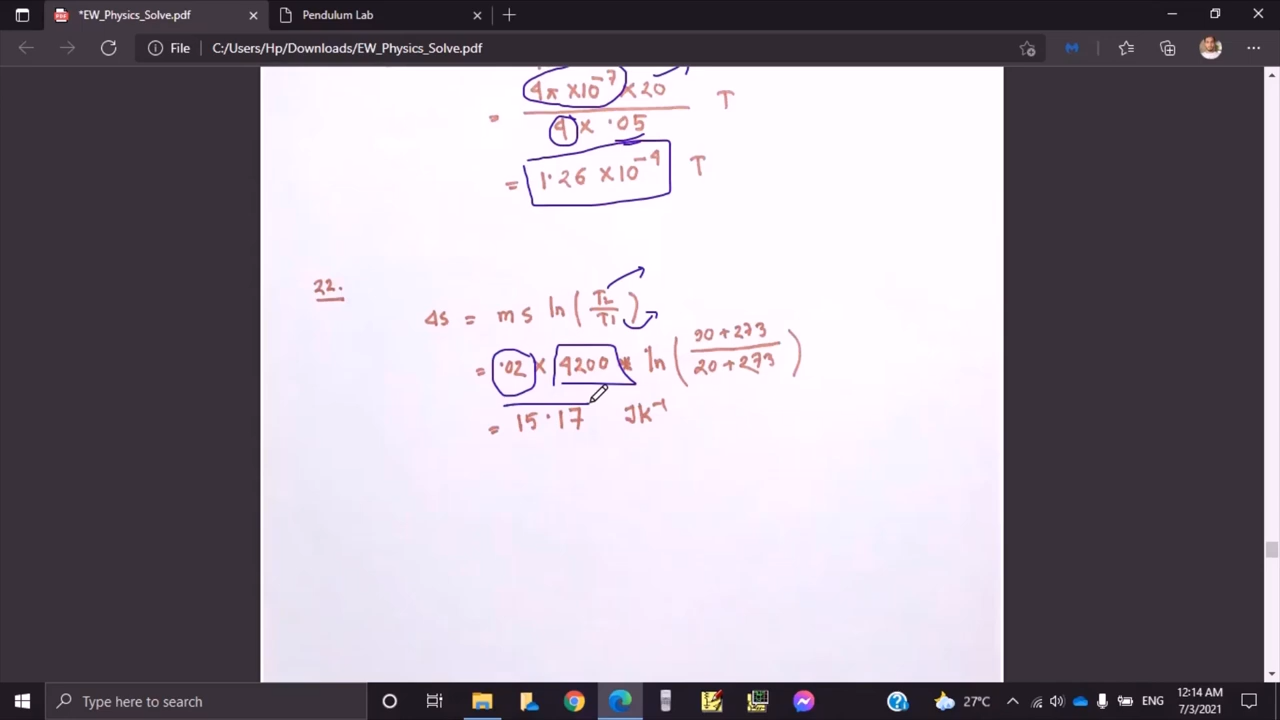 *EW_Physics_Solve.pdf
Pendulum Lab
File C:/Users/Hp/Downloads/EW_Physics_Solve.pdf
4π ×10⁻⁷ ×20
= T
4 × .05
= 1.26 ×10⁻⁴ T
22.
ΔS = m s ln ( T₂ / T₁ )
= .02 × 4200 * ln ( 90+273 / 20+273 )
= 15.17 JK⁻¹
Type here to search
27°C
ENG
12:14 AM
7/3/2021